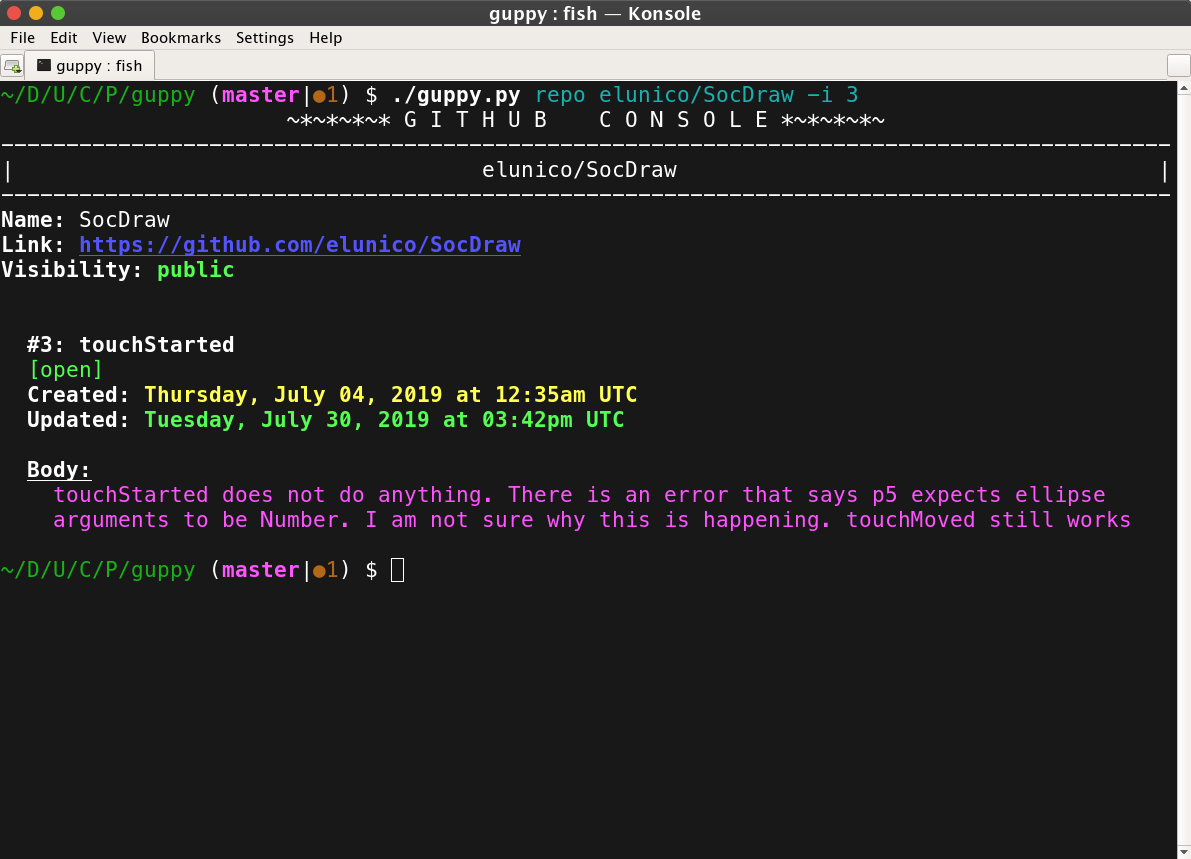 guppy : fish — Konsole
File Edit View Bookmarks Settings Help
guppy : fish
~/D/U/C/P/guppy (master|●1) $ ./guppy.py repo elunico/SocDraw -i 3
~*~*~*~* G I T H U B    C O N S O L E *~*~*~*~
------------------------------------------------------------------------------------------
|                                    elunico/SocDraw                                     |
------------------------------------------------------------------------------------------
Name: SocDraw
Link: https://github.com/elunico/SocDraw
Visibility: public
#3: touchStarted
[open]
Created: Thursday, July 04, 2019 at 12:35am UTC
Updated: Tuesday, July 30, 2019 at 03:42pm UTC
Body:
touchStarted does not do anything. There is an error that says p5 expects ellipse
arguments to be Number. I am not sure why this is happening. touchMoved still works
~/D/U/C/P/guppy (master|●1) $